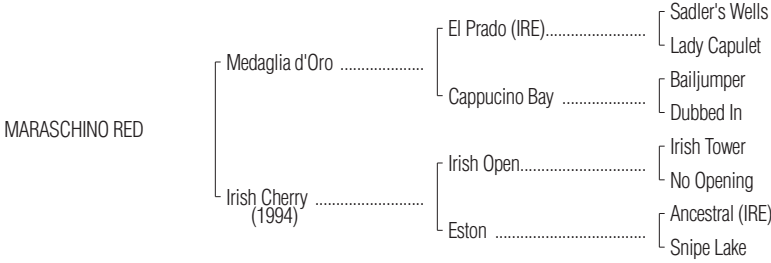 Sadler's Wells
El Prado (IRE)........................
Lady Capulet
Medaglia d'Oro ....................
Bailjumper
Cappucino Bay ....................
Dubbed In
MARASCHINO RED
Irish Tower
Irish Open..............................
No Opening
Irish Cherry ..........................
(1994)
Ancestral (IRE)
Eston ....................................
Snipe Lake